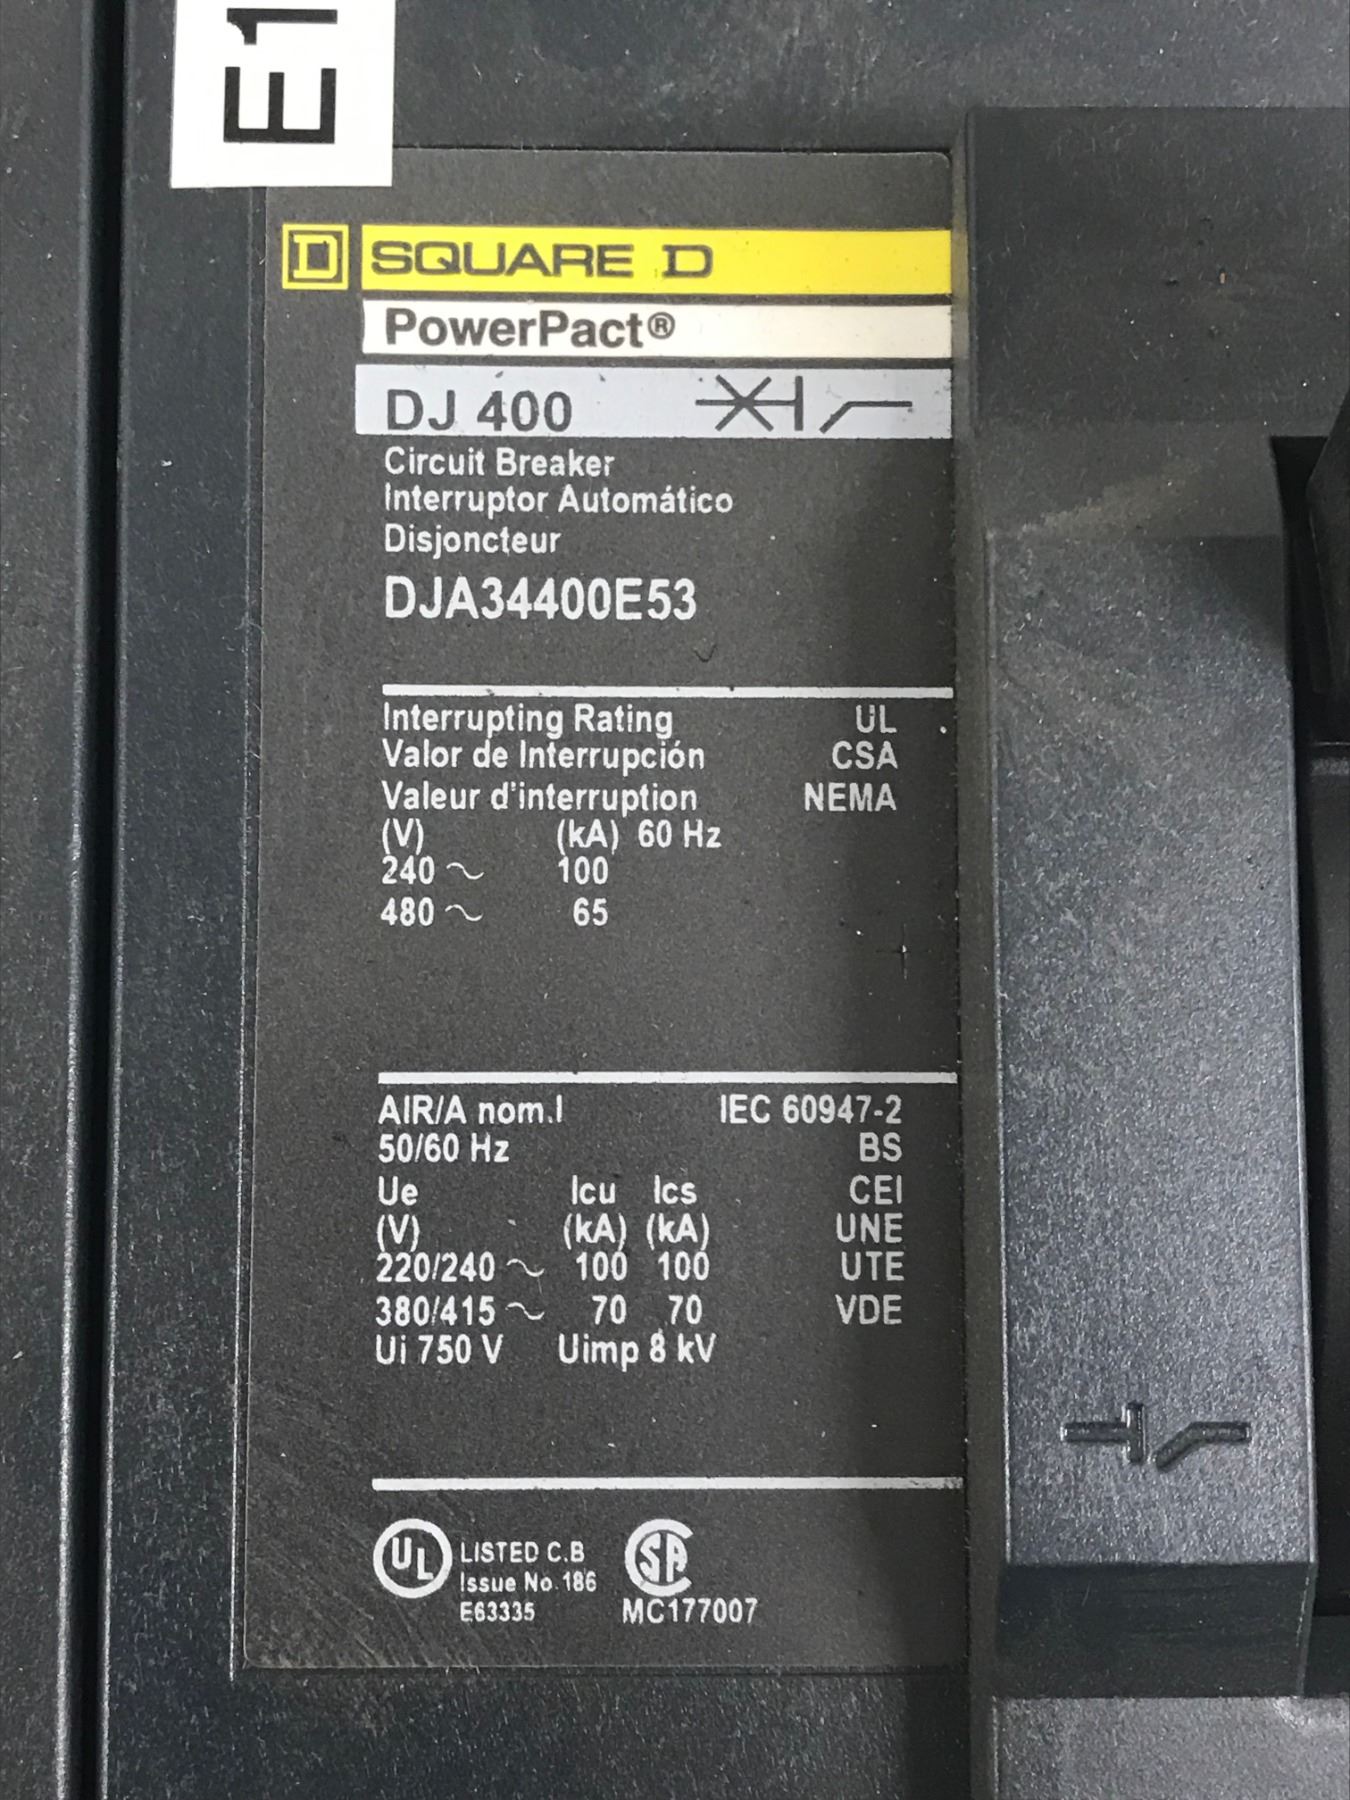 E1
D SQUARE D
PowerPact®
DJ 400
Circuit Breaker
Interruptor Automático
Disjoncteur
DJA34400E53
Interrupting Rating UL
Valor de Interrupción CSA
Valeur d'interruption NEMA
(V) (kA) 60 Hz
240 ~ 100
480 ~ 65
AIR/A nom.I IEC 60947-2
50/60 Hz BS
Ue Icu Ics CEI
(V) (kA) (kA) UNE
220/240 ~ 100 100 UTE
380/415 ~ 70 70 VDE
Ui 750 V Uimp 8 kV
UL LISTED C.B SA
Issue No.186
E63335 MC177007